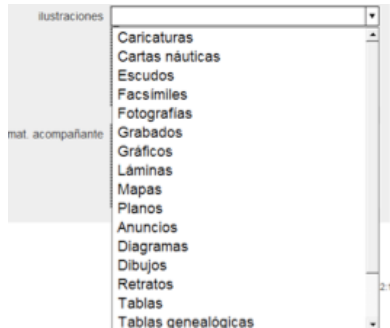 ilustraciones
Caricaturas
Cartas náuticas
Escudos
Facsímiles
Fotografías
mat. acompañante
Grabados
Gráficos
Láminas
Mapas
Planos
Anuncios
Diagramas
Dibujos
Retratos
Tablas
Tablas genealógicas